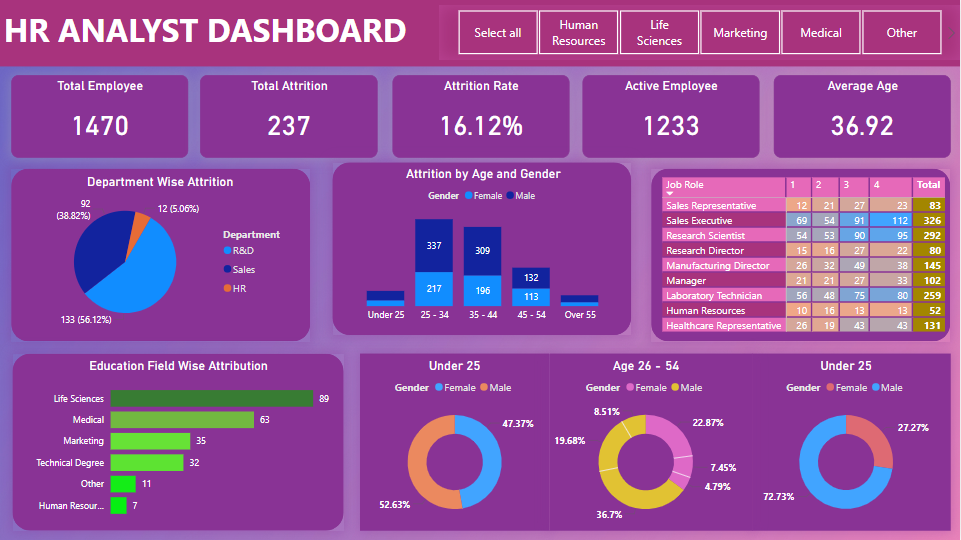 HR ANALYST DASHBOARD
Select all
Human
Resources
Life
Sciences
Marketing
Medical
Other
Total Employee
1470
Total Attrition
237
Attrition Rate
16.12%
Active Employee
1233
Average Age
36.92
Department Wise Attrition
92
(38.82%)
12 (5.06%)
133 (56.12%)
Department
R&D
Sales
HR
Attrition by Age and Gender
Gender Female Male
337
217
309
196
132
113
Under 25 25 - 34 35 - 44 45 - 54 Over 55
Job Role 1 2 3 4 Total
Sales Representative 12 21 27 23 83
Sales Executive 69 54 91 112 326
Research Scientist 54 53 90 95 292
Research Director 15 16 27 22 80
Manufacturing Director 26 32 49 38 145
Manager 21 21 27 33 102
Laboratory Technician 56 48 75 80 259
Human Resources 10 16 13 13 52
Healthcare Representative 26 19 43 43 131
Education Field Wise Attribution
Life Sciences 89
Medical 63
Marketing 35
Technical Degree 32
Other 11
Human Resour... 7
Under 25
Gender Female Male
47.37%
52.63%
Age 26 - 54
Gender Female Male
8.51%
22.87%
19.68%
7.45%
4.79%
36.7%
Under 25
Gender Female Male
27.27%
72.73%